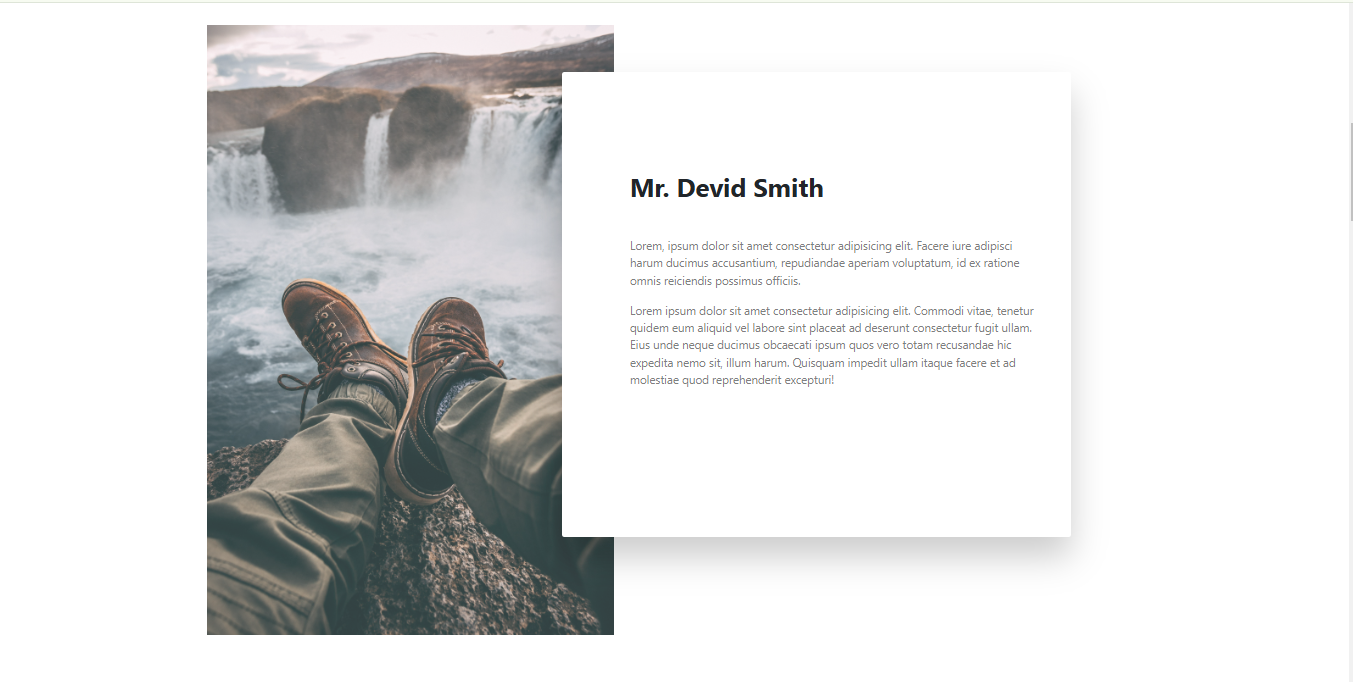 Mr. Devid Smith
Lorem, ipsum dolor sit amet consectetur adipisicing elit. Facere iure adipisci
harum ducimus accusantium, repudiandae aperiam voluptatum, id ex ratione
omnis reiciendis possimus officiis.
Lorem ipsum dolor sit amet consectetur adipisicing elit. Commodi vitae, tenetur
quidem eum aliquid vel labore sint placeat ad deserunt consectetur fugit ullam.
Eius unde neque ducimus obcaecati ipsum quos vero totam recusandae hic
expedita nemo sit, illum harum. Quisquam impedit ullam itaque facere et ad
molestiae quod reprehenderit excepturi!